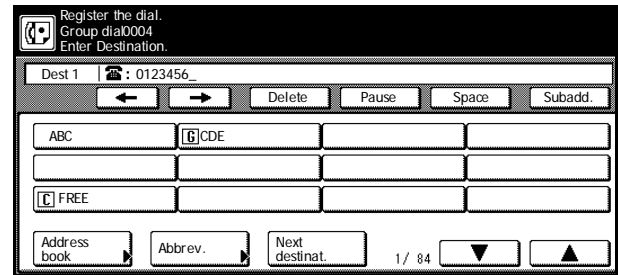 Register the dial.
Group dial0004
Enter Destination.
Dest 1 ☎: 0123456_
← → Delete Pause Space Subadd.
ABC G CDE
C FREE
Address book Abbrev. Next destinat. 1/ 84 ▼ ▲